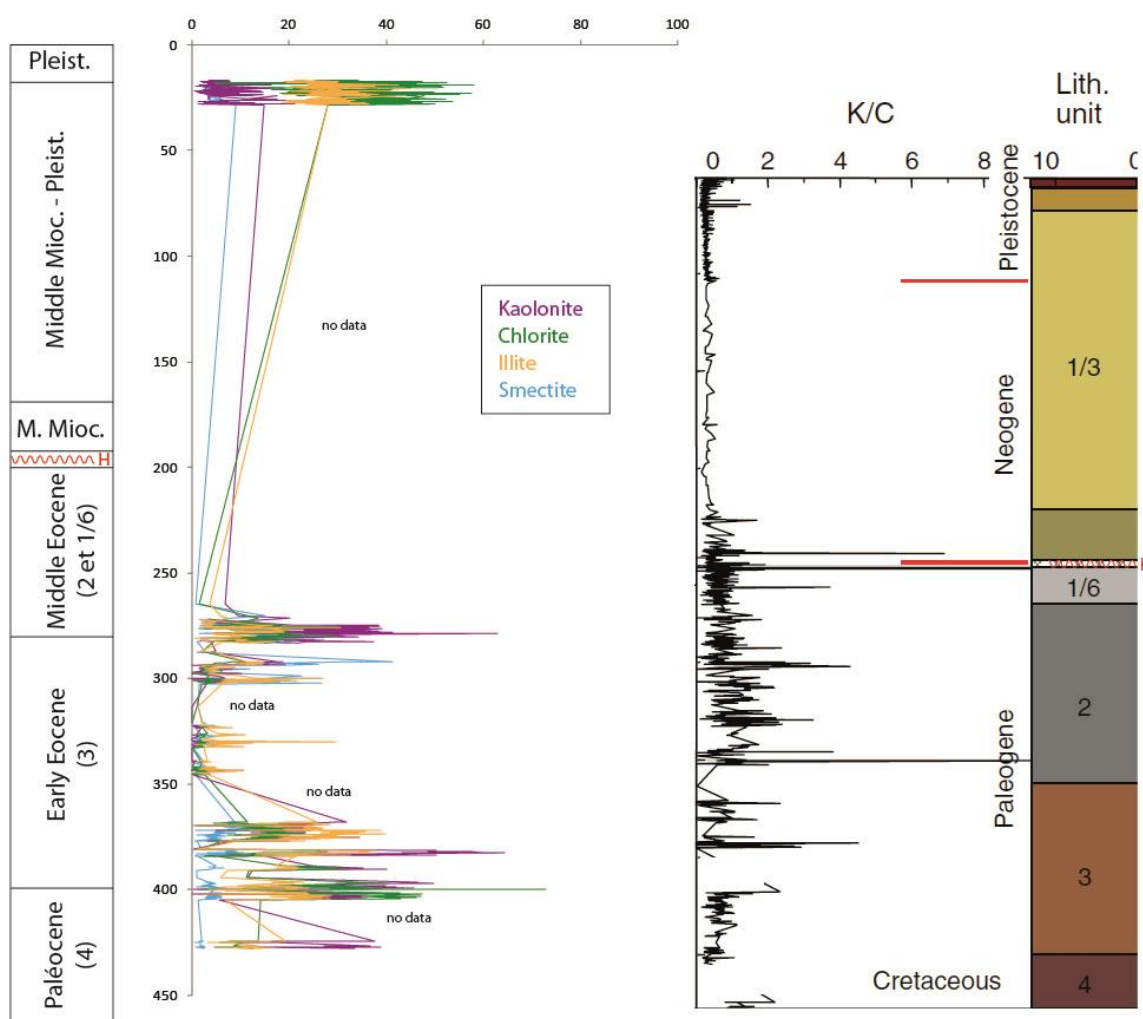 0 20 40 60 80 100
0
50
100
150
200
250
300
350
400
450
Pleist.
Middle Mioc. - Pleist.
M. Mioc.
H
Middle Eocene
(2 et 1/6)
Early Eocene
(3)
Paléocene
(4)
no data
Kaolonite
Chlorite
Illite
Smectite
no data
no data
no data
K/C
0 2 4 6 8
Lith.
unit
10
Pleistocene
Neogene
Paleogene
Cretaceous
1/3
1/6
2
3
4